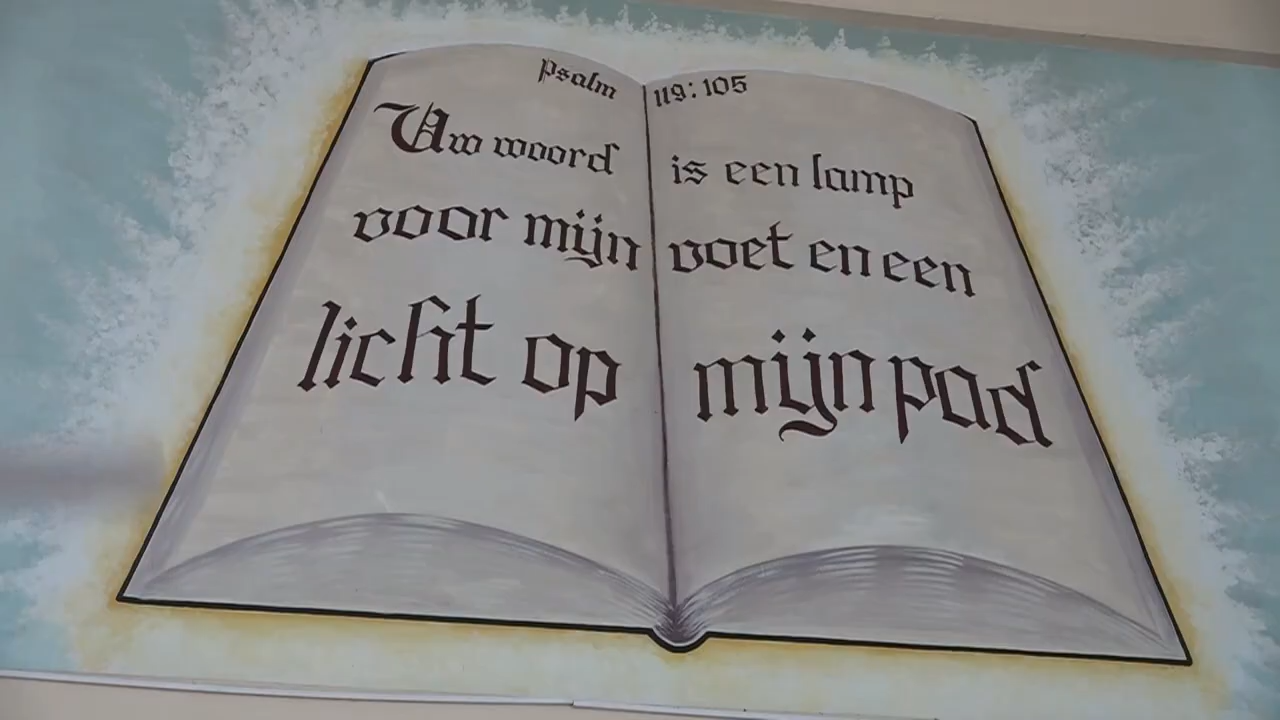 Psalm 119:105
Uw woord is een lamp
voor mijn voet en een
licht op mijn pad